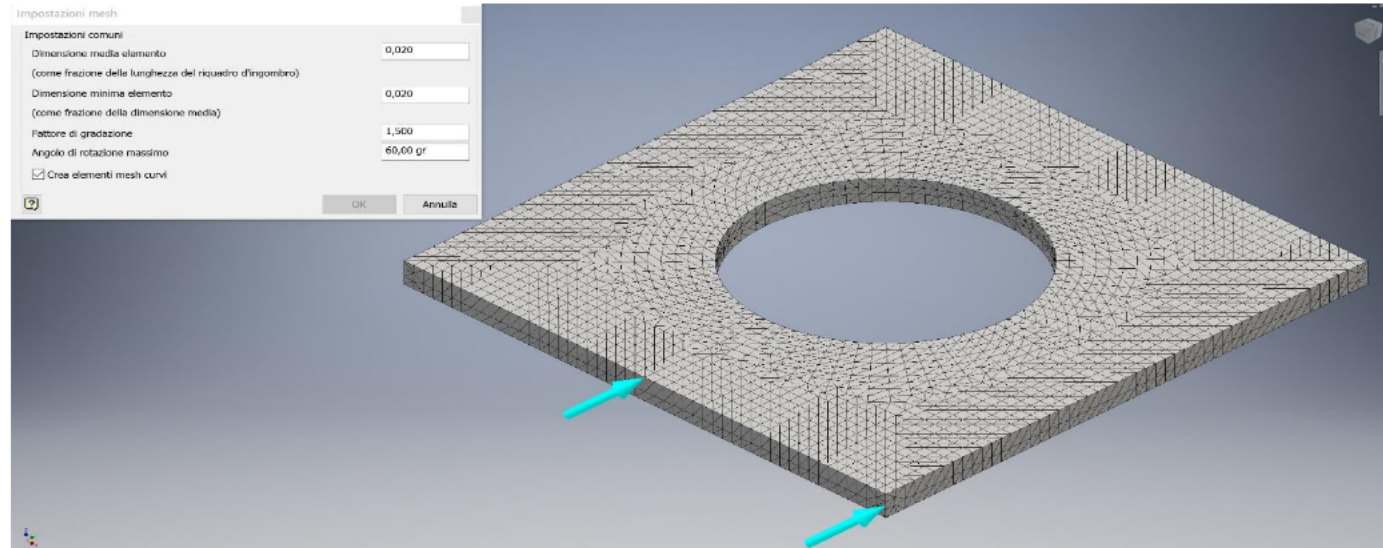 Impostazioni mesh
Impostazioni comuni
Dimensione media elemento 0,020
(come frazione della lunghezza del riquadro d'ingombro)
Dimensione minima elemento 0,020
(come frazione della dimensione media)
Fattore di gradazione 1,500
Angolo di rotazione massimo 60,00 gr
Crea elementi mesh curvi
?
OK Annulla